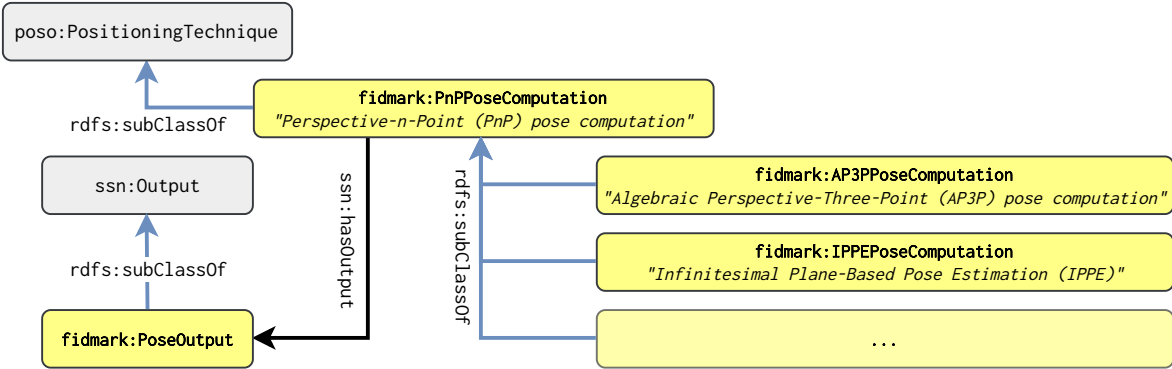 poso:PositioningTechnique
fidmark:PnPPoseComputation
"Perspective-n-Point (PnP) pose computation"
rdfs:subClassOf
ssn:Output
ssn:hasOutput
rdfs:subClassOf
fidmark:AP3PPoseComputation
"Algebraic Perspective-Three-Point (AP3P) pose computation"
fidmark:IPPEPoseComputation
"Infinitesimal Plane-Based Pose Estimation (IPPE)"
rdfs:subClassOf
fidmark:PoseOutput
...